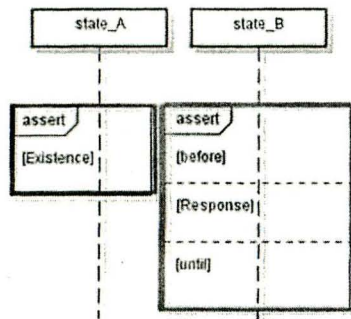 state_A
state_B
assert
[Existence]
assert
[before]
[Response]
[until]